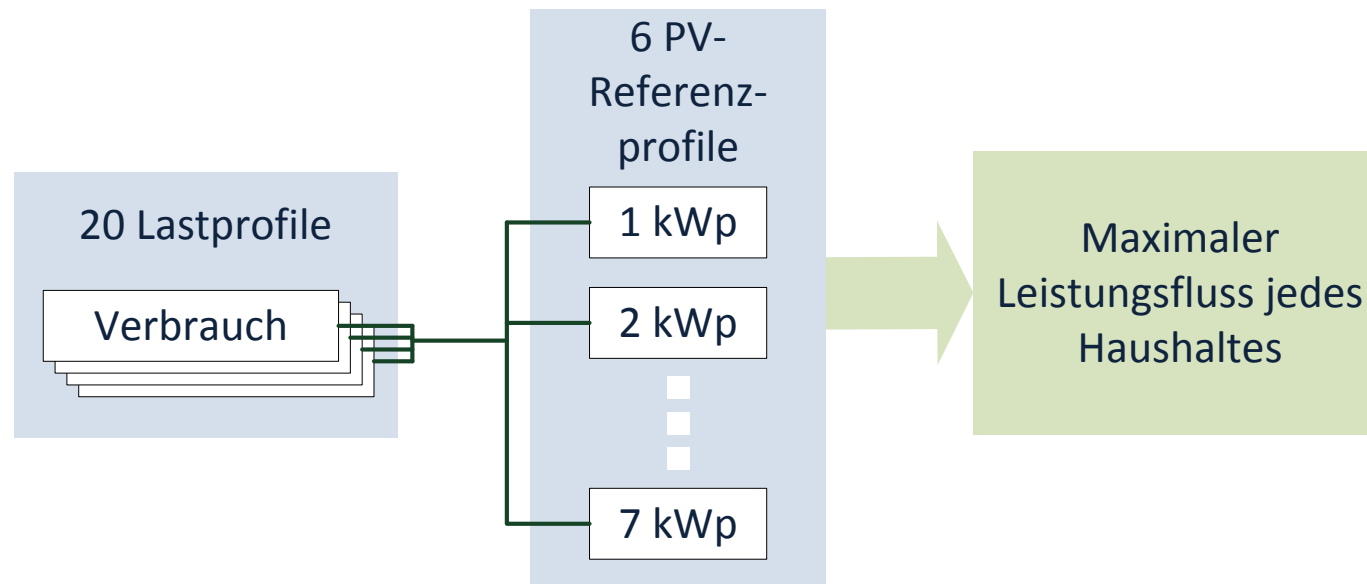 20 Lastprofile
Verbrauch
6 PV-
Referenz-
profile
1 kWp
2 kWp
7 kWp
Maximaler
Leistungsfluss jedes
Haushaltes